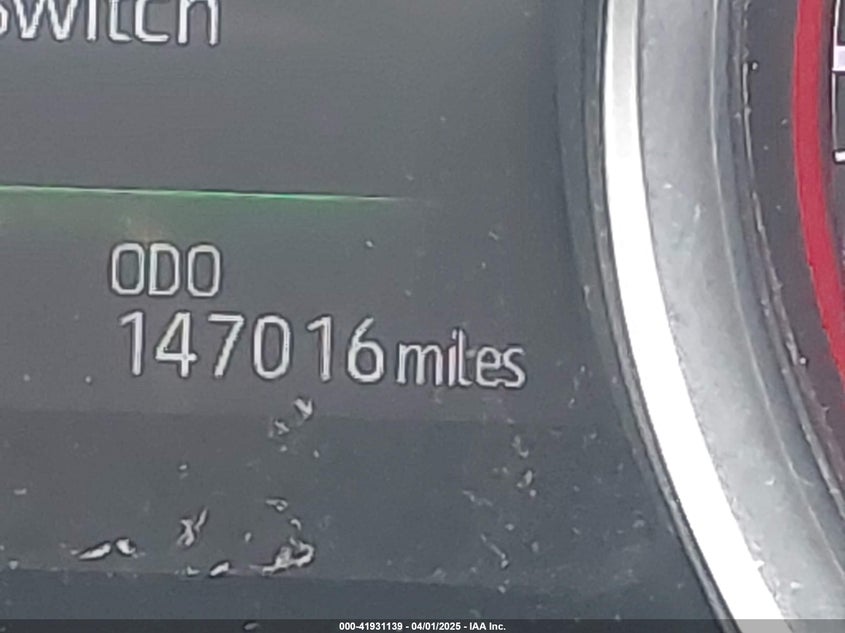 switch
ODO
147016 miles
000-41931139 - 04/01/2025 - IAA Inc.